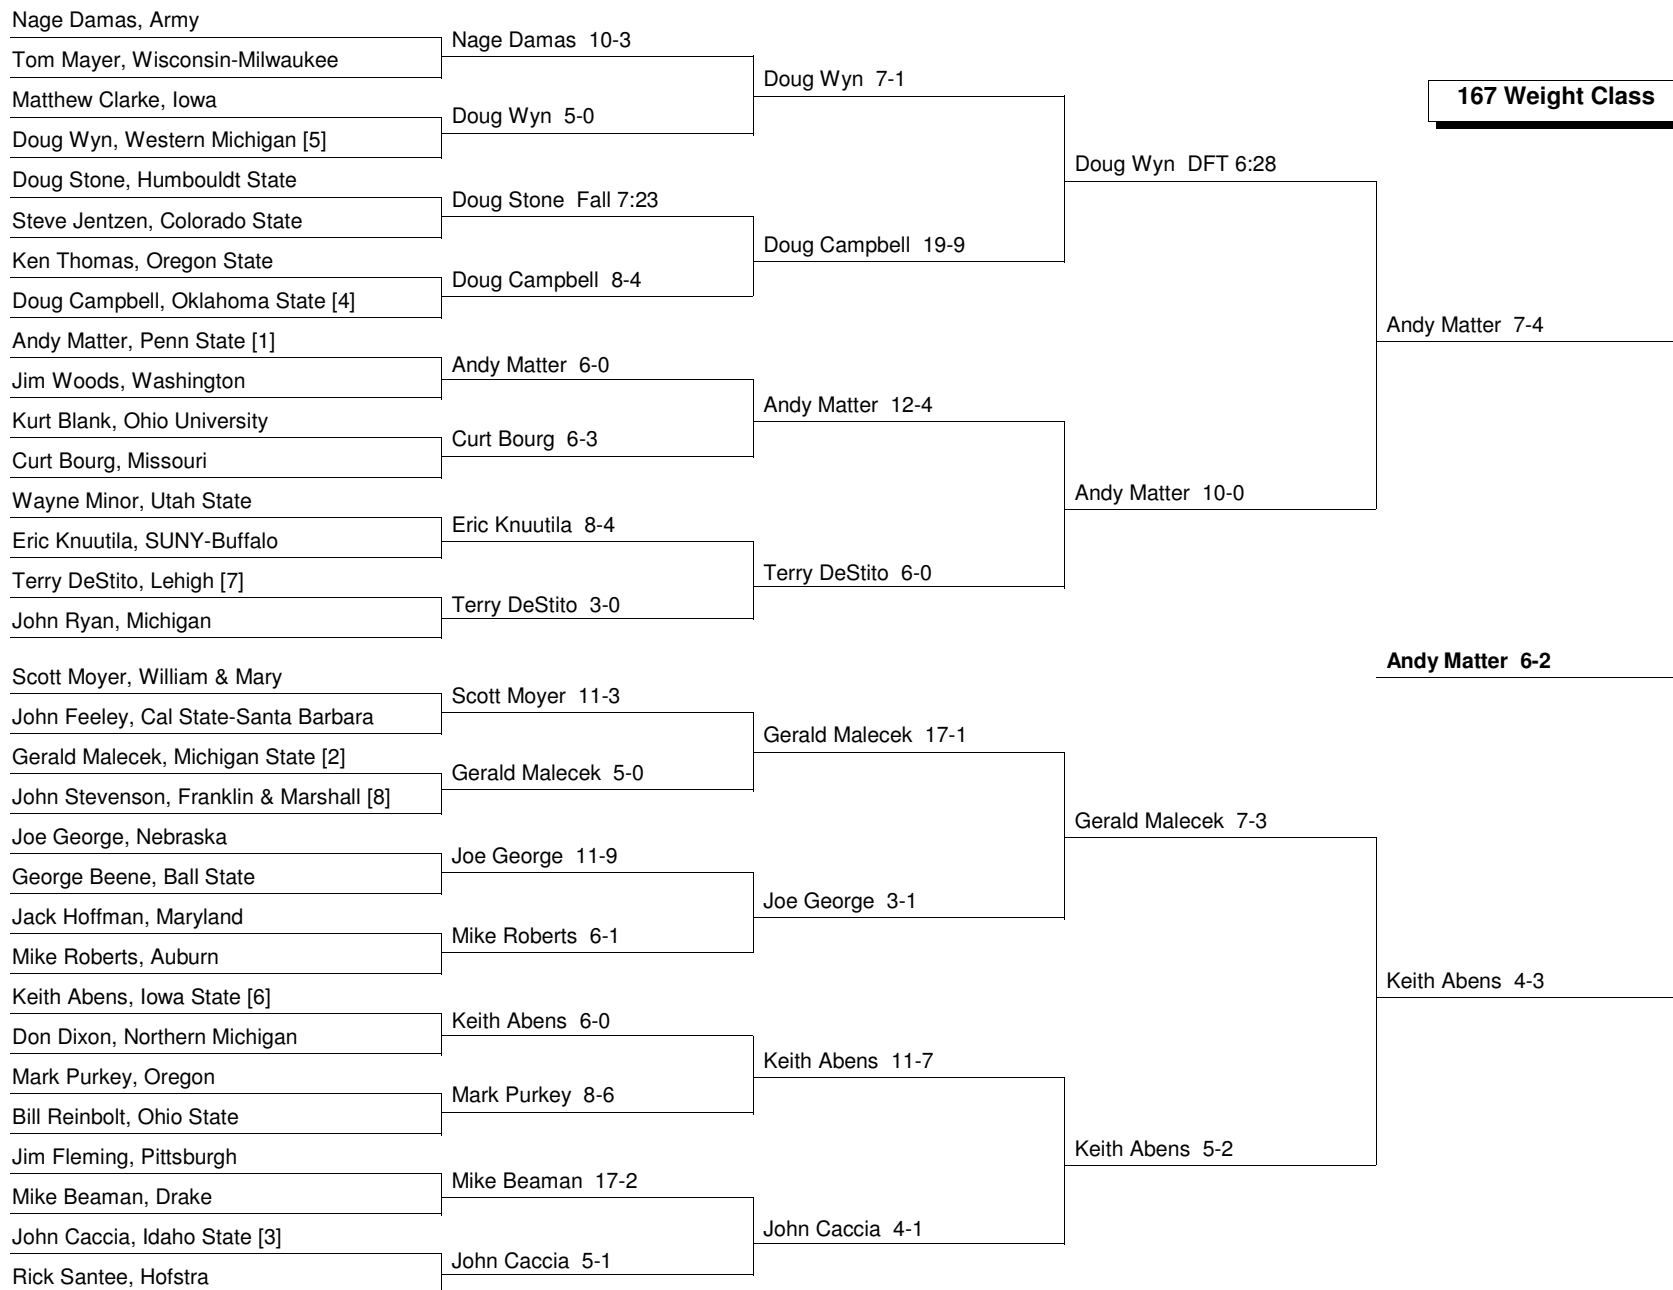 Nage Damas, Army
Tom Mayer, Wisconsin-Milwaukee
Matthew Clarke, Iowa
Doug Wyn, Western Michigan [5]
Doug Stone, Humbouldt State
Steve Jentzen, Colorado State
Ken Thomas, Oregon State
Doug Campbell, Oklahoma State [4]
Andy Matter, Penn State [1]
Jim Woods, Washington
Kurt Blank, Ohio University
Curt Bourg, Missouri
Wayne Minor, Utah State
Eric Knuutila, SUNY-Buffalo
Terry DeStito, Lehigh [7]
John Ryan, Michigan
Scott Moyer, William & Mary
John Feeley, Cal State-Santa Barbara
Gerald Malecek, Michigan State [2]
John Stevenson, Franklin & Marshall [8]
Joe George, Nebraska
George Beene, Ball State
Jack Hoffman, Maryland
Mike Roberts, Auburn
Keith Abens, Iowa State [6]
Don Dixon, Northern Michigan
Mark Purkey, Oregon
Bill Reinbolt, Ohio State
Jim Fleming, Pittsburgh
Mike Beaman, Drake
John Caccia, Idaho State [3]
Rick Santee, Hofstra
Nage Damas 10-3
Doug Wyn 5-0
Doug Stone Fall 7:23
Doug Campbell 8-4
Andy Matter 6-0
Curt Bourg 6-3
Eric Knuutila 8-4
Terry DeStito 3-0
Scott Moyer 11-3
Gerald Malecek 5-0
Joe George 11-9
Mike Roberts 6-1
Keith Abens 6-0
Mark Purkey 8-6
Mike Beaman 17-2
John Caccia 5-1
Doug Wyn 7-1
Doug Campbell 19-9
Andy Matter 12-4
Terry DeStito 6-0
Gerald Malecek 17-1
Joe George 3-1
Keith Abens 11-7
John Caccia 4-1
Doug Wyn DFT 6:28
Andy Matter 10-0
Gerald Malecek 7-3
Keith Abens 5-2
167 Weight Class
Andy Matter 7-4
Andy Matter 6-2
Keith Abens 4-3